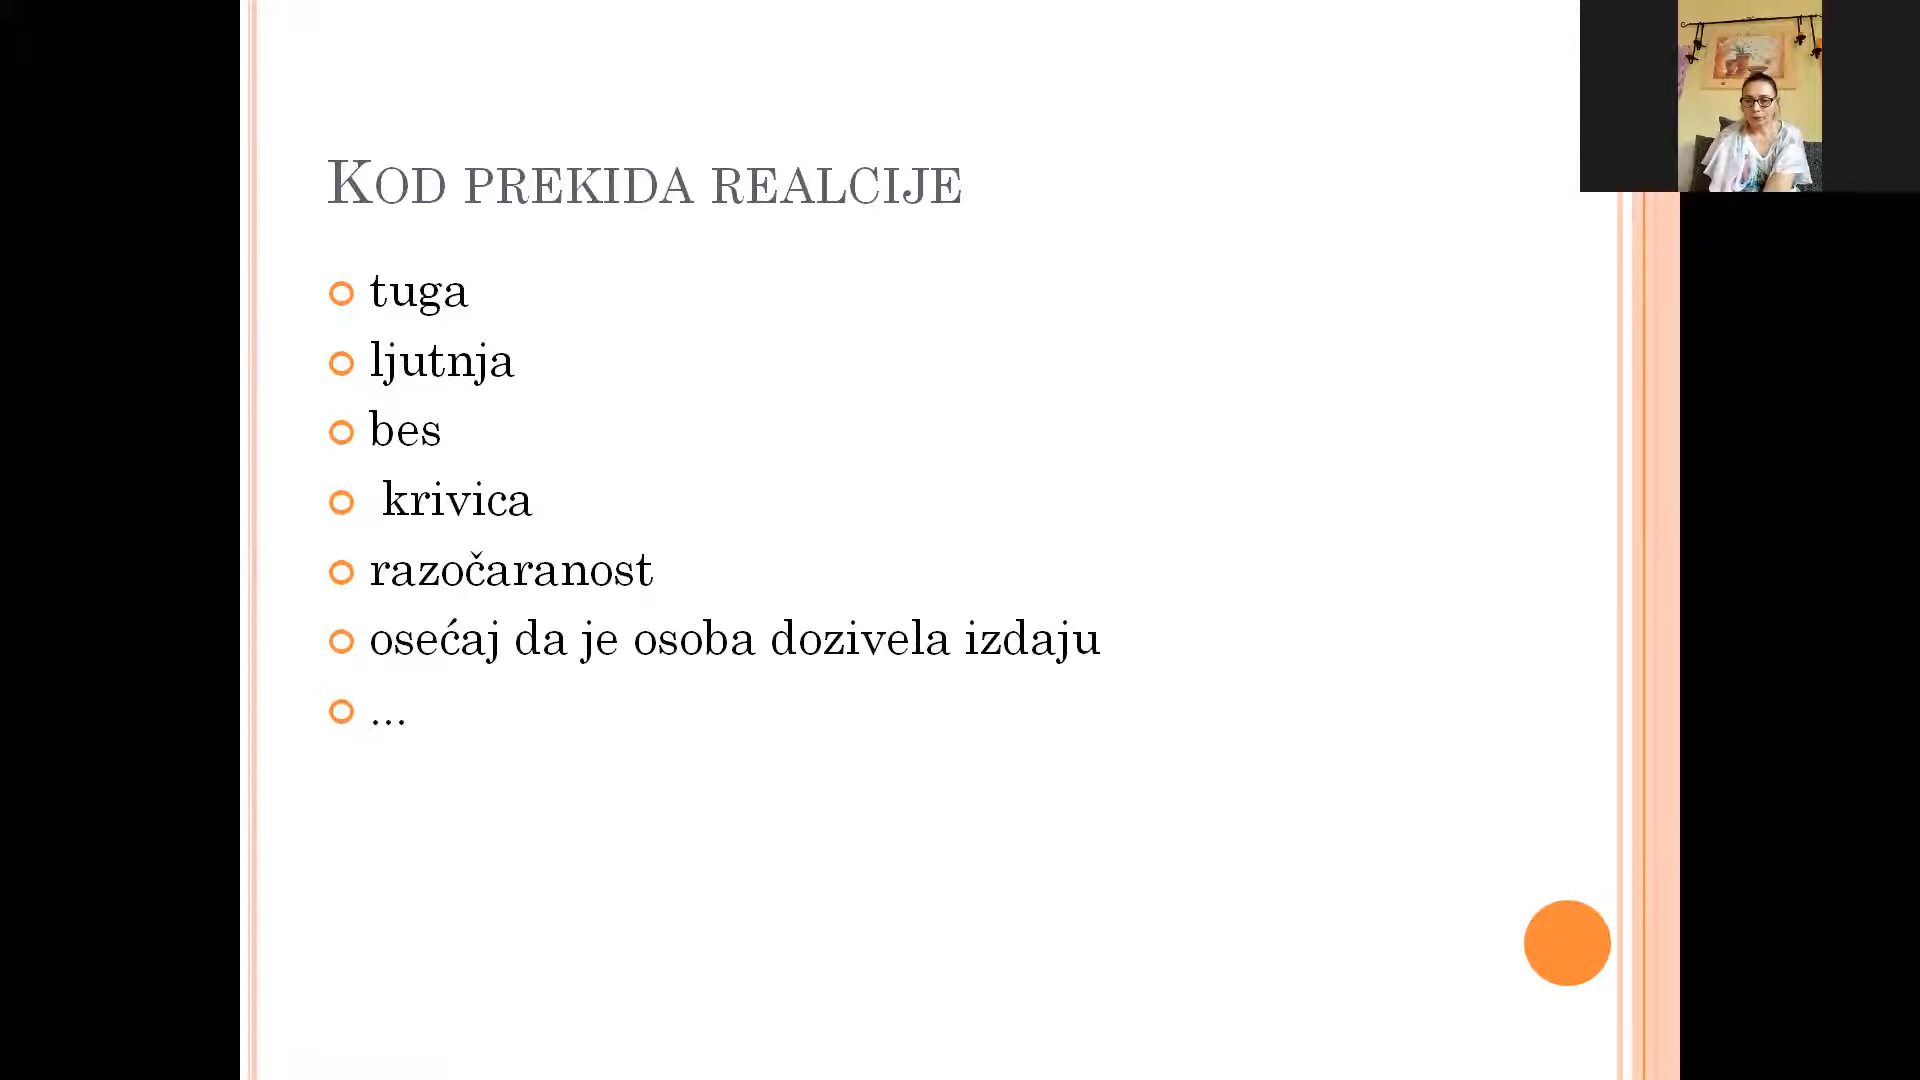 Kod prekida realcije
tuga
ljutnja
bes
krivica
razočaranost
osećaj da je osoba dozivela izdaju
...